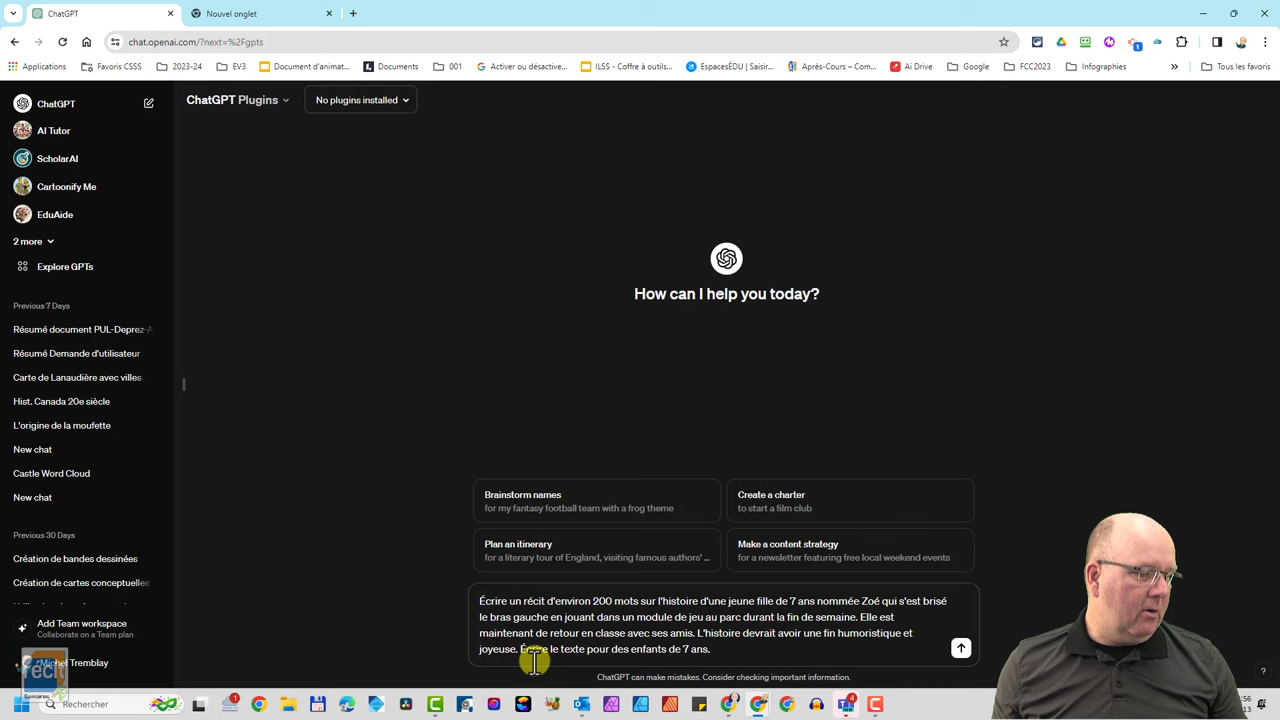 ChatGPT
Nouvel onglet
chat.openai.com/?next=%2Fgpts
Applications
Favoris CSSS
2023-24
EV3
Document d'animat...
Documents
001
Activer ou désactive...
ILSS - Coffre à outils...
EspacesÉDU | Saisir...
Après-Cours – Com...
Ai Drive
Google
FCC2023
Infographies
Tous les favoris
ChatGPT
ChatGPT Plugins
No plugins installed
AI Tutor
ScholarAI
Cartoonify Me
EduAide
2 more
Explore GPTs
Previous 7 Days
Résumé document PUL-Deprez-A
Résumé Demande d'utilisateur
Carte de Lanaudière avec villes
Hist. Canada 20e siècle
L'origine de la moufette
New chat
Castle Word Cloud
New chat
Previous 30 Days
Création de bandes dessinées
Création de cartes conceptuelles
Add Team workspace
Collaborate on a Team plan
Michel Tremblay
How can I help you today?
Brainstorm names
for my fantasy football team with a frog theme
Create a charter
to start a film club
Plan an itinerary
for a literary tour of England, visiting famous authors' ...
Make a content strategy
for a newsletter featuring free local weekend events
Écrire un récit d'environ 200 mots sur l'histoire d'une jeune fille de 7 ans nommée Zoé qui s'est brisé
le bras gauche en jouant dans un module de jeu au parc durant la fin de semaine. Elle est
maintenant de retour en classe avec ses amis. L'histoire devrait avoir une fin humoristique et
joyeuse. Écrire le texte pour des enfants de 7 ans.
ChatGPT can make mistakes. Consider checking important information.
récit
Rechercher